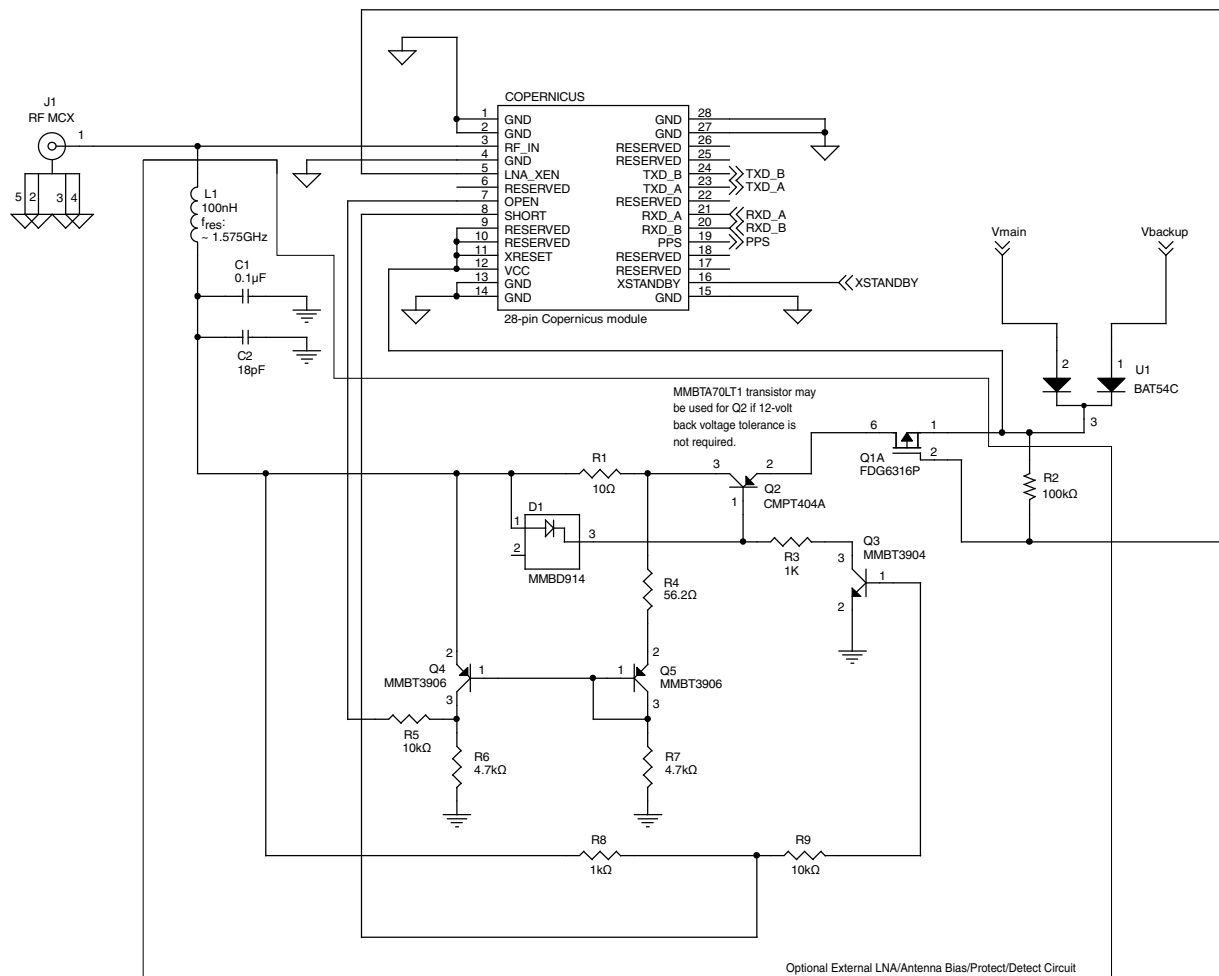 J1
RF MCX
1
5 2 3 4
L1
100nH
fres:
~ 1.575GHz
C1
0.1µF
C2
18pF
COPERNICUS
1 GND
2 GND
3 RF_IN
4 GND
5 LNA_XEN
6 RESERVED
7 OPEN
8 SHORT
9 RESERVED
10 RESERVED
11 XRESET
12 VCC
13 GND
14 GND
GND 28
GND 27
RESERVED 26
RESERVED 25
TXD_B 24 TXD_B
TXD_A 23 TXD_A
RESERVED 22
RXD_A 21 RXD_A
RXD_B 20 RXD_B
PPS 19 PPS
RESERVED 18
RESERVED 17
XSTANDBY 16 XSTANDBY
GND 15
28-pin Copernicus module
Vmain
Vbackup
2
1
U1
BAT54C
3
MMBTA70LT1 transistor may
be used for Q2 if 12-volt
back voltage tolerance is
not required.
6
1
2
Q1A
FDG6316P
R2
100kΩ
R1
10Ω
3
2
1
Q2
CMPT404A
D1
1
2
3
MMBD914
R3
1K
Q3
MMBT3904
3
1
2
R4
56.2Ω
2
Q4
MMBT3906
1
3
2
1
Q5
MMBT3906
3
R5
10kΩ
R6
4.7kΩ
R7
4.7kΩ
R8
1kΩ
R9
10kΩ
Optional External LNA/Antenna Bias/Protect/Detect Circuit